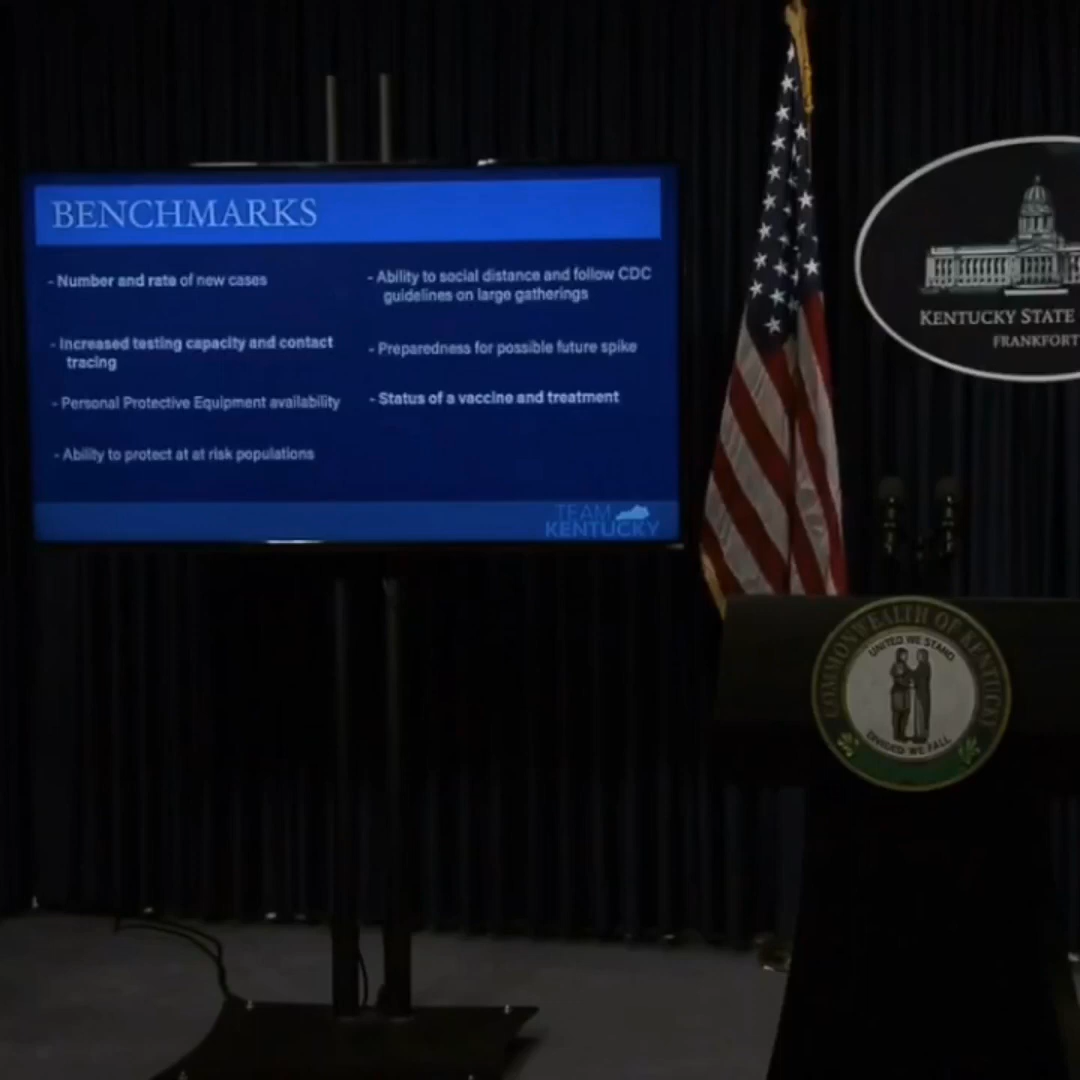 BENCHMARKS
- Number and rate of new cases
- Increased testing capacity and contact
tracing
- Personal Protective Equipment availability
- Ability to protect at at risk populations
- Ability to social distance and follow CDC
guidelines on large gatherings
- Preparedness for possible future spike
- Status of a vaccine and treatment
TEAM
KENTUCKY
KENTUCKY STATE
FRANKFORT
COMMONWEALTH OF KENTUCKY
UNITED WE STAND
DIVIDED WE FALL